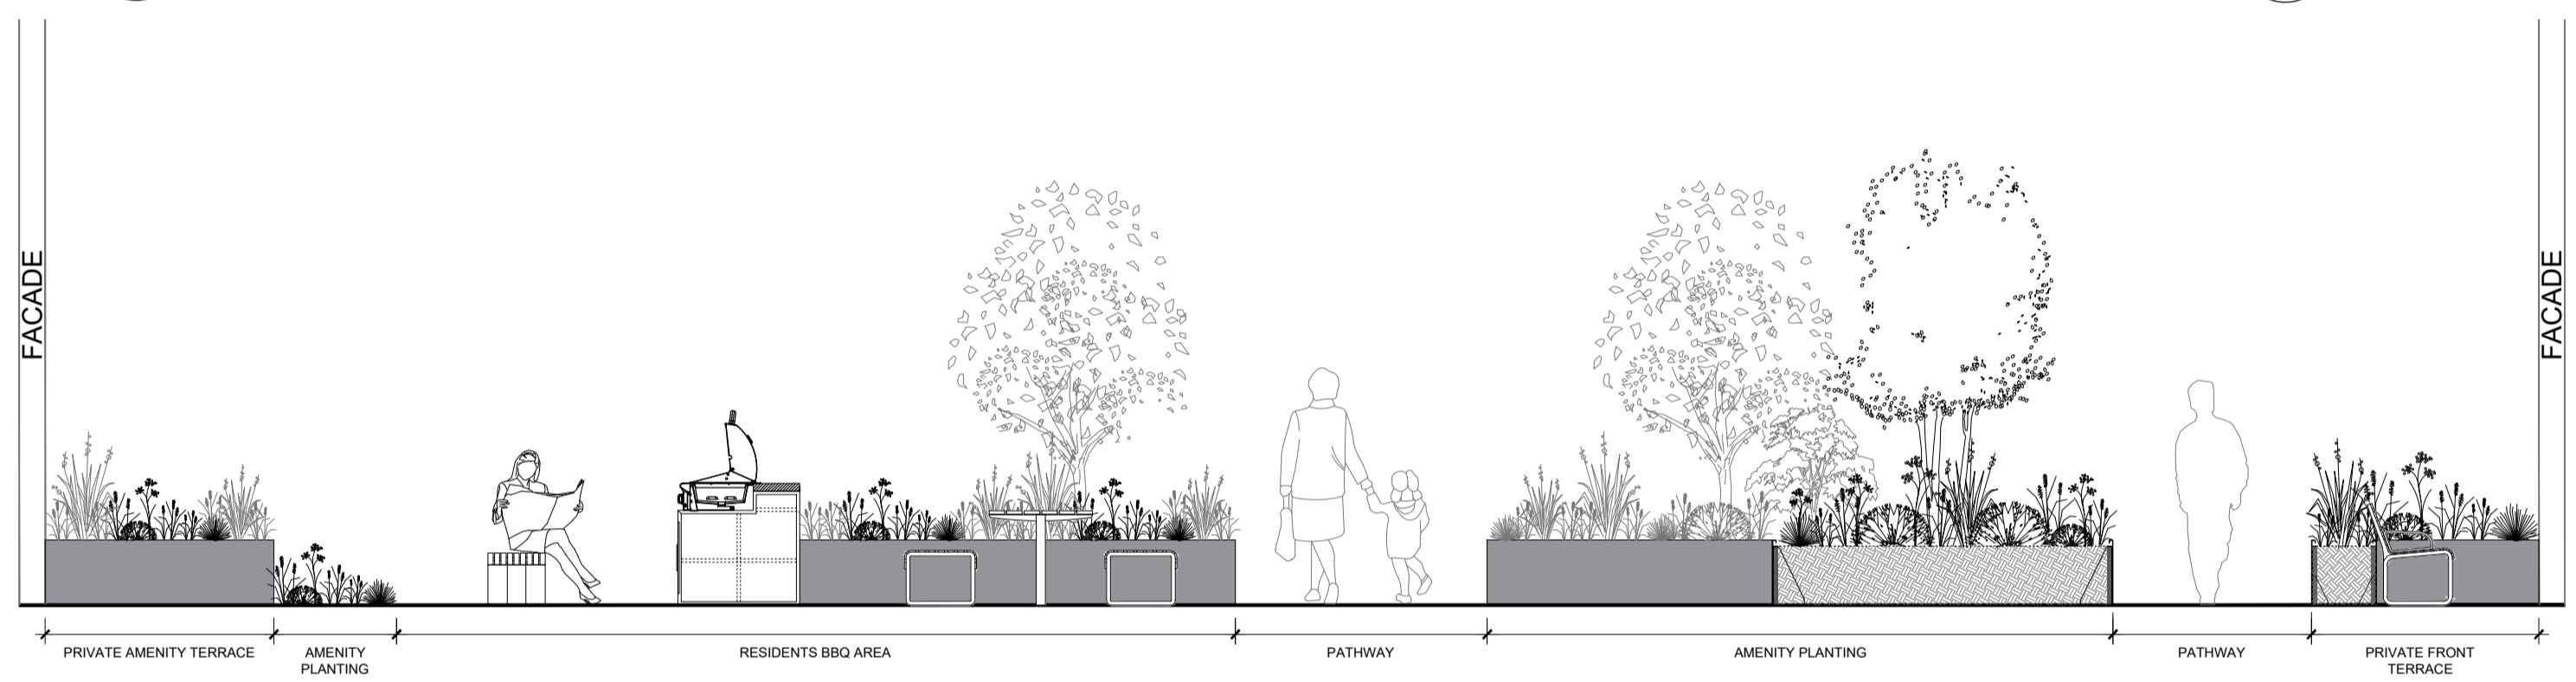 FACADE
FACADE
PRIVATE AMENITY TERRACE
AMENITY
PLANTING
RESIDENTS BBQ AREA
PATHWAY
AMENITY PLANTING
PATHWAY
PRIVATE FRONT
TERRACE